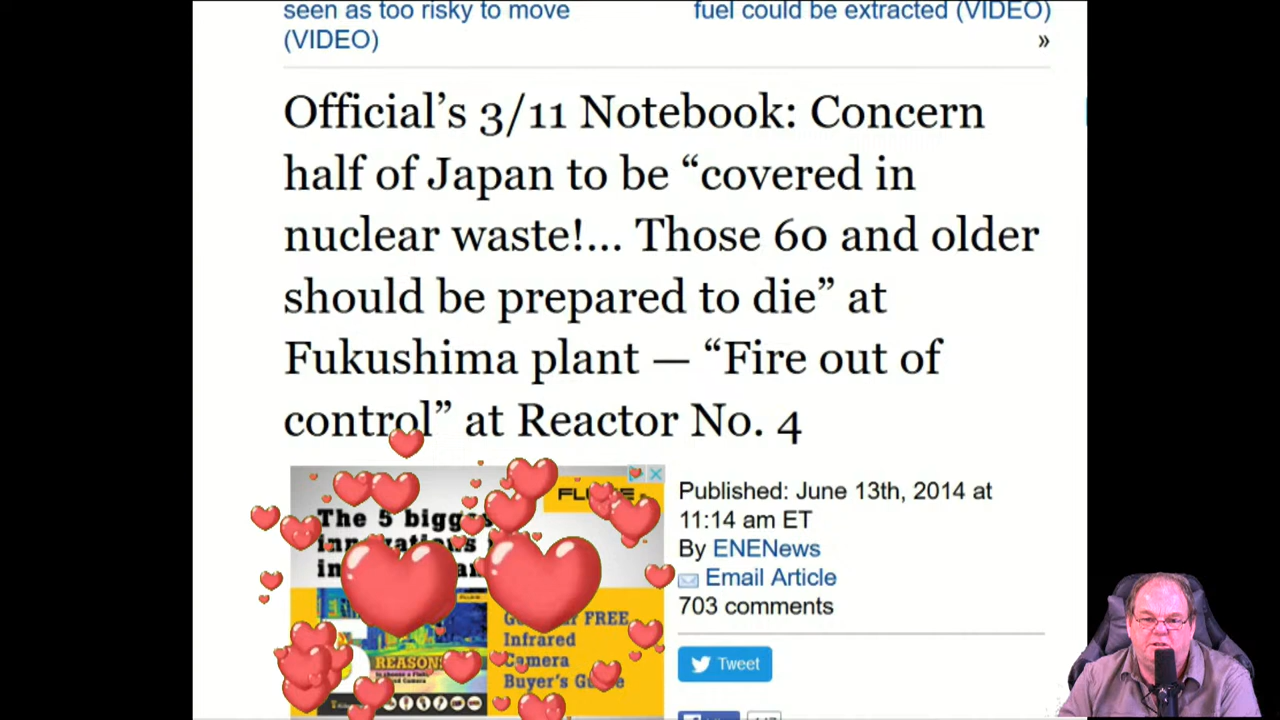 seen as too risky to move
(VIDEO)
fuel could be extracted (VIDEO)
»
Official’s 3/11 Notebook: Concern
half of Japan to be “covered in
nuclear waste!... Those 60 and older
should be prepared to die” at
Fukushima plant — “Fire out of
control” at Reactor No. 4
The 5
Published: June 13th, 2014 at
11:14 am ET
By ENENews
Email Article
703 comments
Tweet
FREE
Infrared
Camera
Buyer's
REASONS